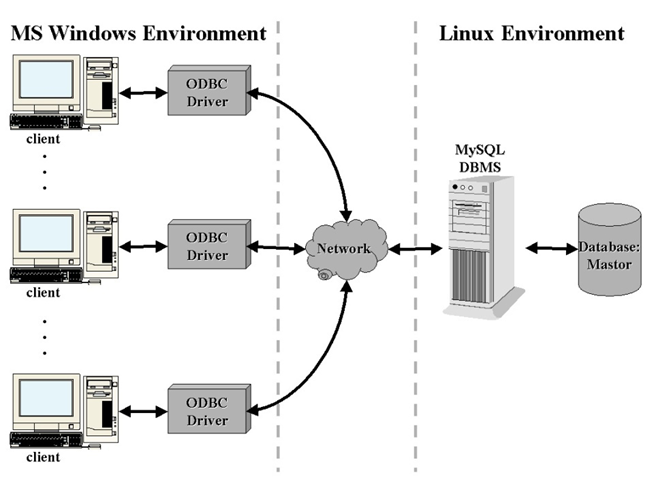 MS Windows Environment
Linux Environment
ODBC
Driver
client
MySQL
DBMS
ODBC
Driver
Network
Database:
Mastor
client
ODBC
Driver
client